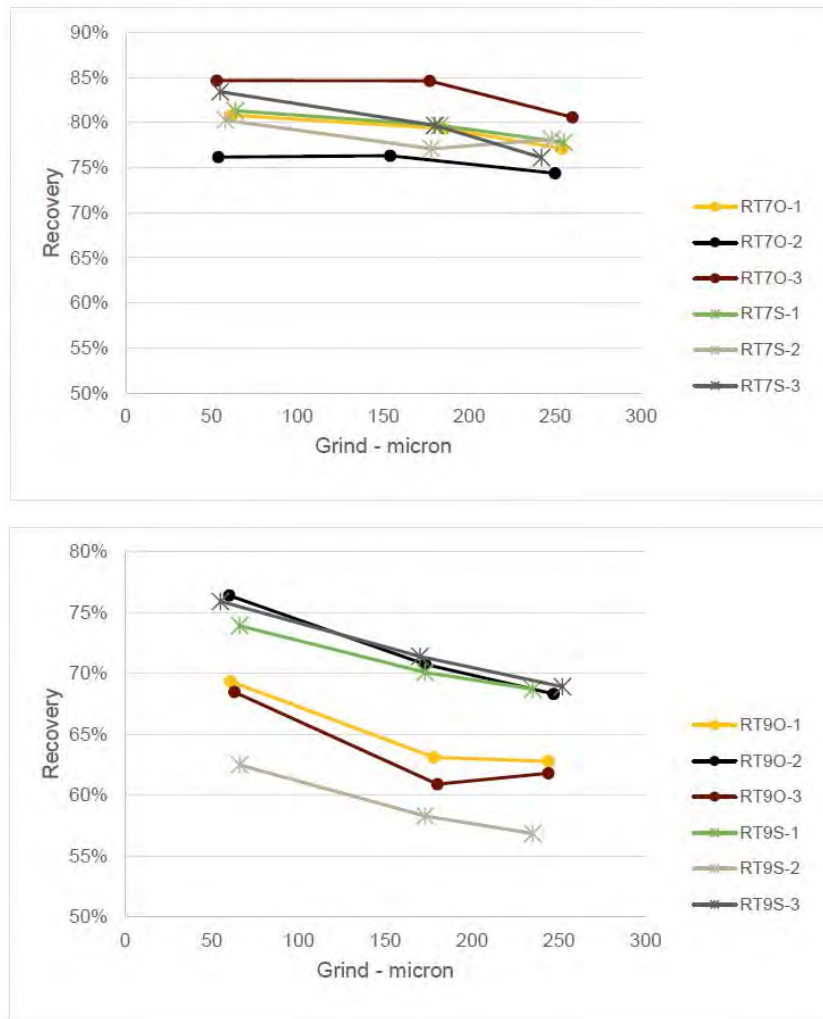 90%
85%
80%
75%
70%
65%
60%
55%
50%
Recovery
0 50 100 150 200 250 300
Grind - micron
RT7O-1
RT7O-2
RT7O-3
RT7S-1
RT7S-2
RT7S-3
80%
75%
70%
65%
60%
55%
50%
Recovery
0 50 100 150 200 250 300
Grind - micron
RT9O-1
RT9O-2
RT9O-3
RT9S-1
RT9S-2
RT9S-3